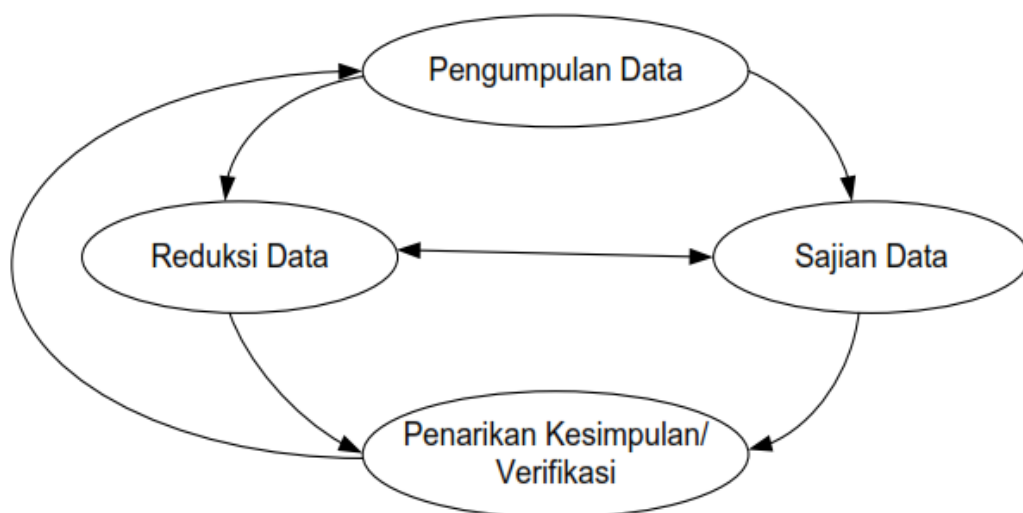 Pengumpulan Data
Reduksi Data
Sajian Data
Penarikan Kesimpulan/
Verifikasi